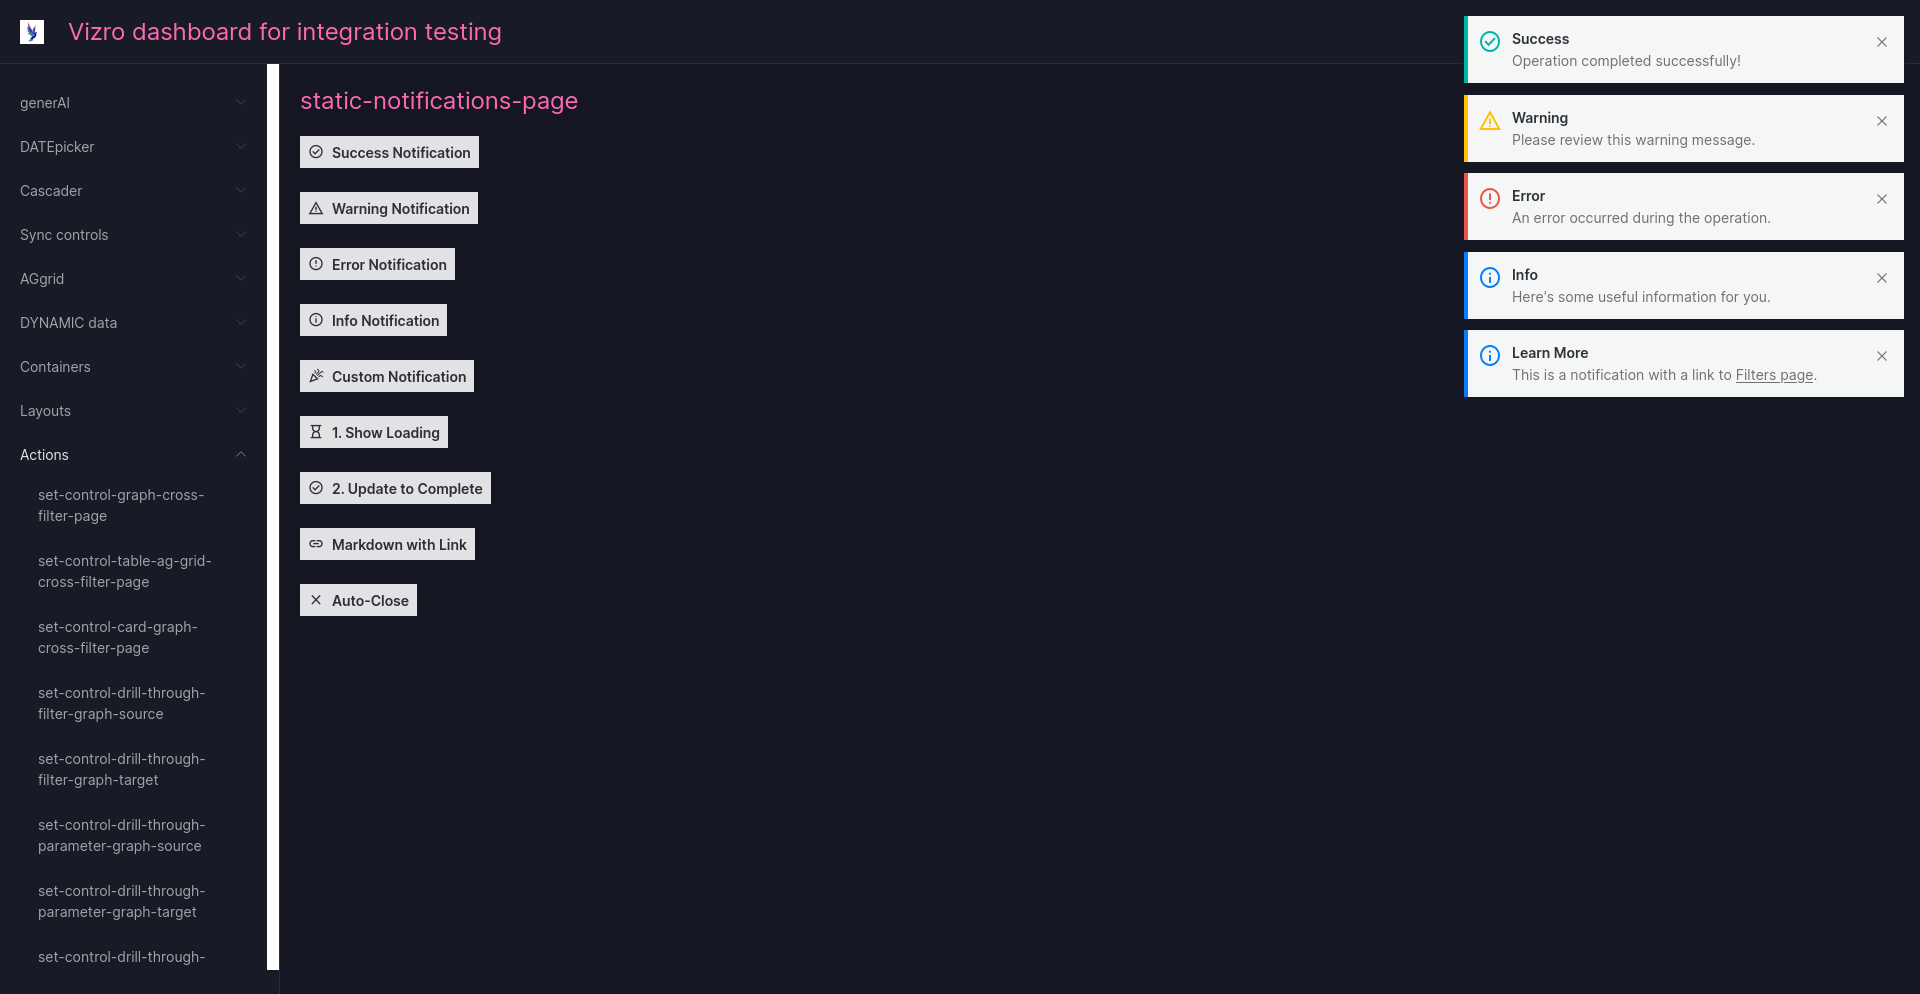 Vizro dashboard for integration testing
generAI
DATEpicker
Cascader
Sync controls
AGgrid
DYNAMIC data
Containers
Layouts
Actions
set-control-graph-cross-
filter-page
set-control-table-ag-grid-
cross-filter-page
set-control-card-graph-
cross-filter-page
set-control-drill-through-
filter-graph-source
set-control-drill-through-
filter-graph-target
set-control-drill-through-
parameter-graph-source
set-control-drill-through-
parameter-graph-target
set-control-drill-through-
static-notifications-page
Success Notification
Warning Notification
Error Notification
Info Notification
Custom Notification
1. Show Loading
2. Update to Complete
Markdown with Link
Auto-Close
Success
Operation completed successfully!
Warning
Please review this warning message.
Error
An error occurred during the operation.
Info
Here's some useful information for you.
Learn More
This is a notification with a link to Filters page.